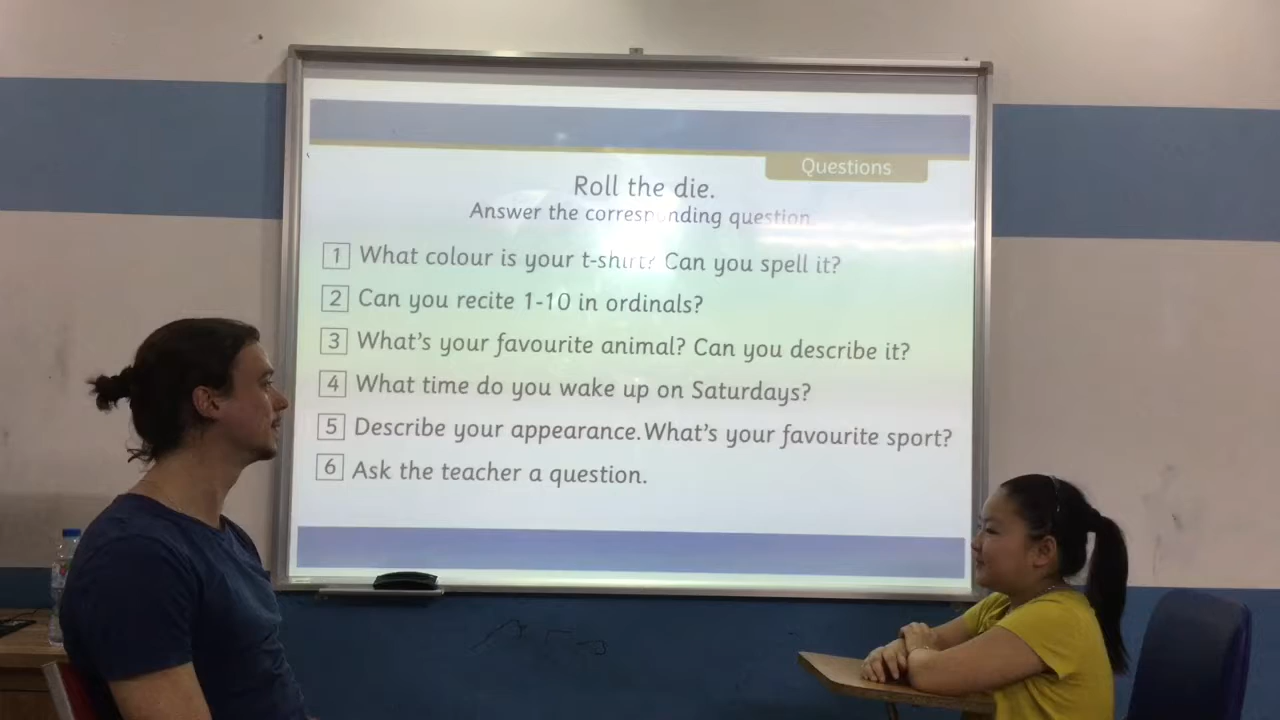 Questions
Roll the die.
Answer the corresponding question.
1 What colour is your t-shirt? Can you spell it?
2 Can you recite 1-10 in ordinals?
3 What's your favourite animal? Can you describe it?
4 What time do you wake up on Saturdays?
5 Describe your appearance. What's your favourite sport?
6 Ask the teacher a question.